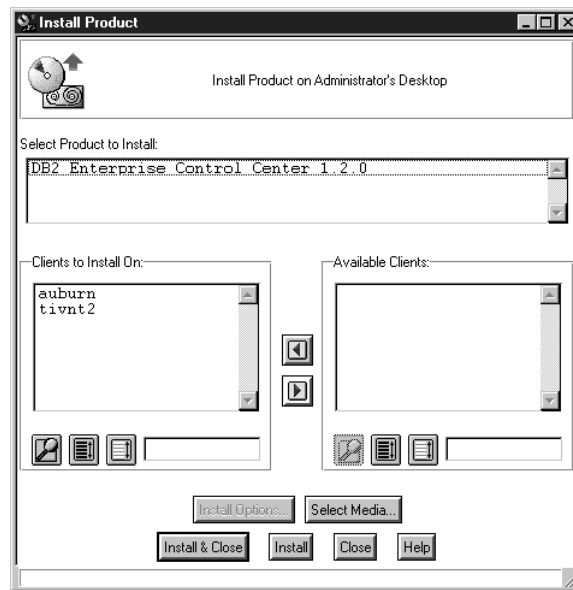 Install Product
Install Product on Administrator's Desktop
Select Product to Install:
DB2 Enterprise Control Center 1.2.0
Clients to Install On:
Available Clients:
auburn
tivnt2
Install Options...
Select Media...
Install & Close
Install
Close
Help